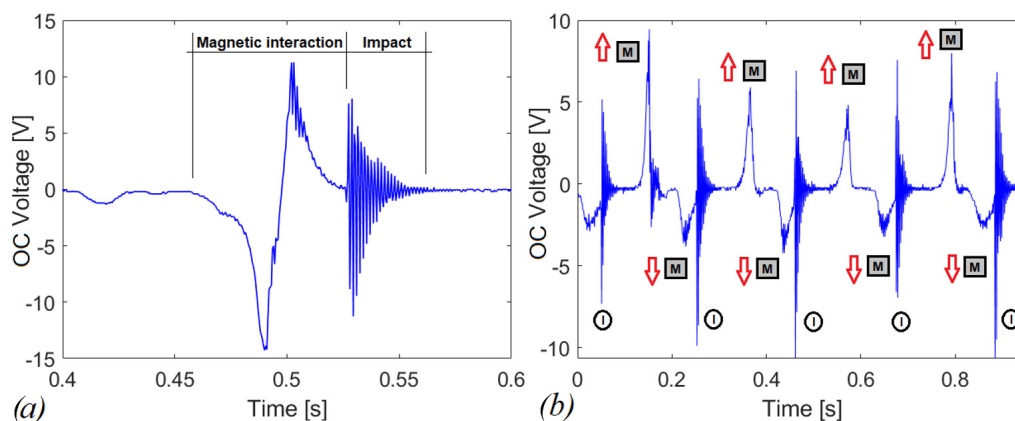 (a)
OC Voltage [V]
15
10
5
0
-5
-10
-15
0.4
0.45
0.5
0.55
0.6
Time [s]
Magnetic interaction
Impact
(b)
OC Voltage [V]
10
5
0
-5
-10
0
0.2
0.4
0.6
0.8
Time [s]
M
M
M
M
M
M
M
M
I
I
I
I
I